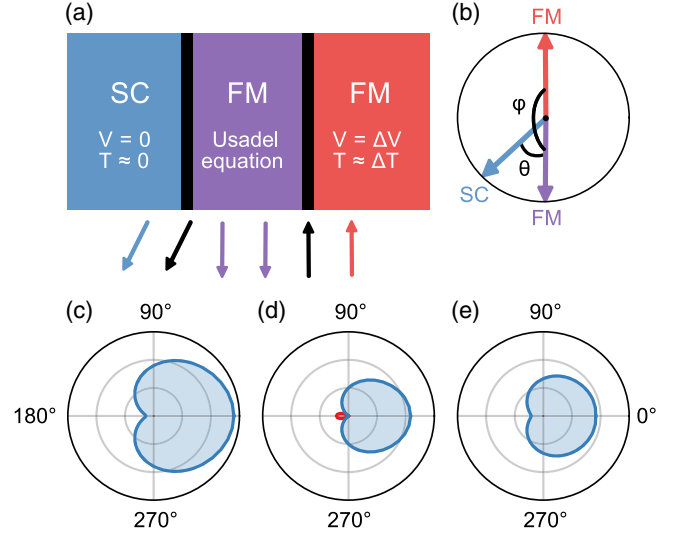 (a)
(b)
SC
FM
FM
V = 0
T ≈ 0
Usadel
equation
V = ΔV
T ≈ ΔT
FM
φ
θ
SC
FM
(c)
90°
(d)
90°
(e)
90°
180°
0°
270°
270°
270°